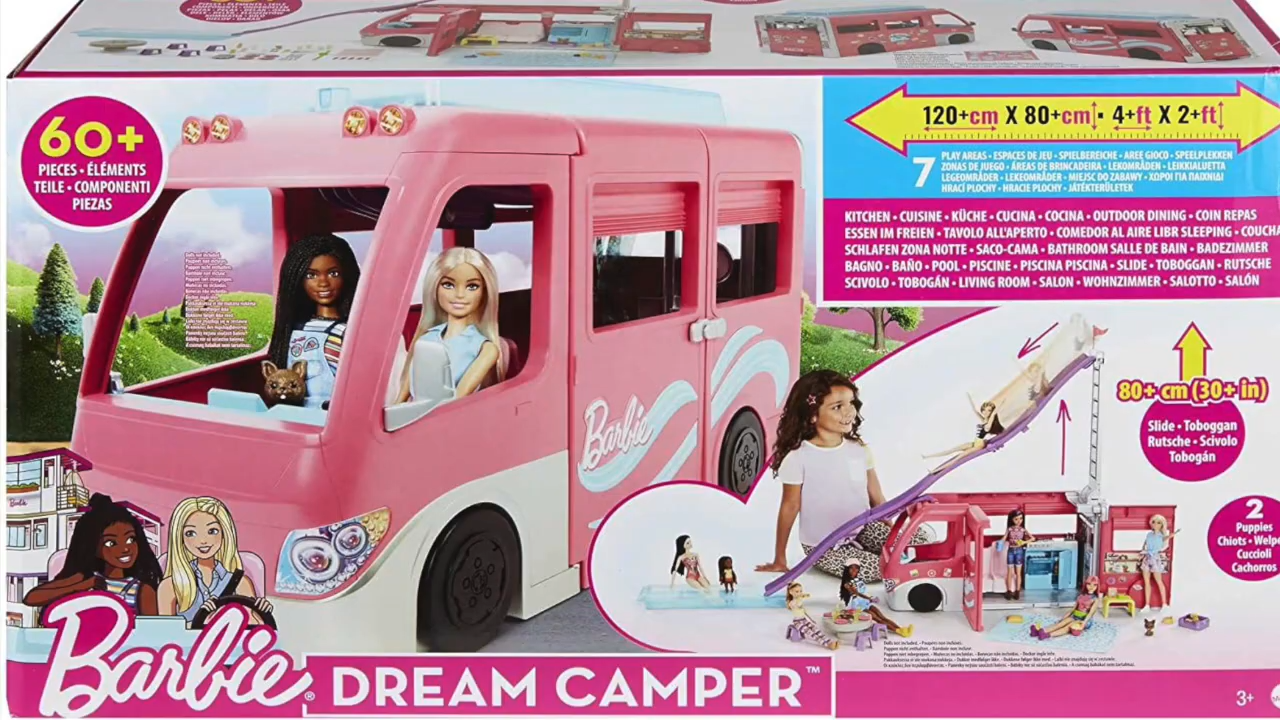 60+
PIECES • ÉLÉMENTS
TEILE • COMPONENTI
PIEZAS
120+cm X 80+cm • 4+ft X 2+ft
7
PLAY AREAS • ESPACES DE JEU • SPIELBEREICHE • AREE GIOCO • SPEELPLEKKEN
ZONAS DE JUEGO • ÁREAS DE BRINCADEIRA • LEKOMRÅDEN • LEIKKIALUETTA
LEGEOMRÅDER • LEKEOMRÅDER • MIEJSC DO ZABAWY • ΧΩΡΟΙ ΓΙΑ ΠΑΙΧΝΙΔΙ
HRACÍ PLOCHY • HRACIE PLOCHY • JÁTÉKTERÜLETEK
KITCHEN • CUISINE • KÜCHE • CUCINA • COCINA • OUTDOOR DINING • COIN REPAS
ESSEN IM FREIEN • TAVOLO ALL'APERTO • COMEDOR AL AIRE LIBR SLEEPING • COUCHA
SCHLAFEN ZONA NOTTE • SACO-CAMA • BATHROOM SALLE DE BAIN • BADEZIMMER
BAGNO • BAÑO • POOL • PISCINE • PISCINA PISCINA • SLIDE • TOBOGGAN • RUTSCHE
SCIVOLO • TOBOGÁN • LIVING ROOM • SALON • WOHNZIMMER • SALOTTO • SALÓN
Barbie
80+ cm (30+ in)
Slide • Toboggan
Rutsche • Scivolo
Tobogán
2
Puppies
Chiots • Welpe
Cuccioli
Cachorros
Barbie
DREAM CAMPER™
3+